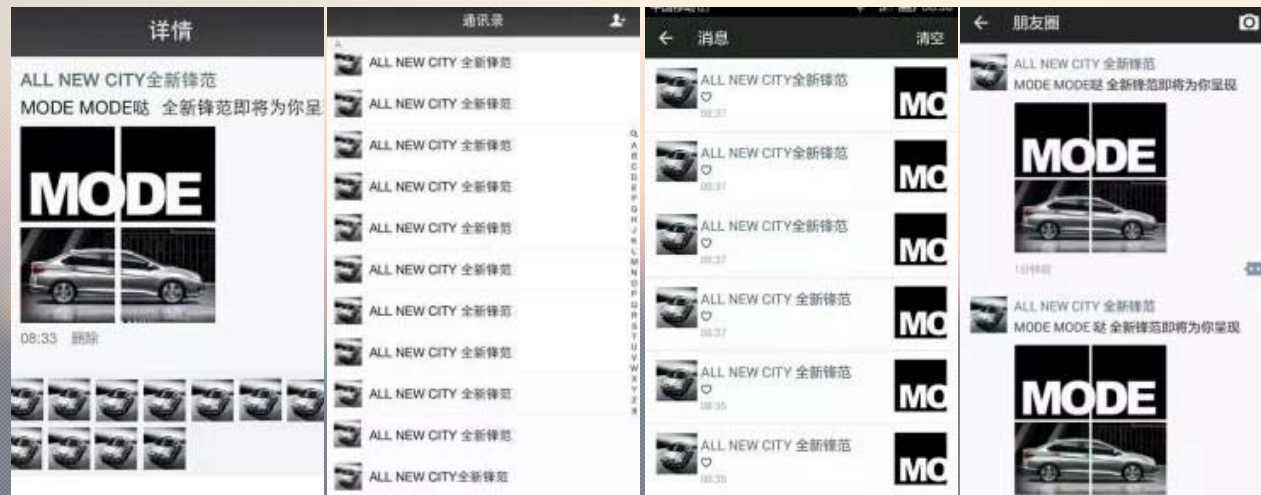 详情
ALL NEW CITY全新锋范
MODE MODE哒 全新锋范即将为你呈
MODE
08:33 删除
通讯录
A
ALL NEW CITY 全新锋范
ALL NEW CITY 全新锋范
ALL NEW CITY 全新锋范
ALL NEW CITY 全新锋范
ALL NEW CITY 全新锋范
ALL NEW CITY 全新锋范
ALL NEW CITY 全新锋范
ALL NEW CITY 全新锋范
ALL NEW CITY 全新锋范
ALL NEW CITY 全新锋范
ALL NEW CITY全新锋范
消息
清空
ALL NEW CITY全新锋范
08:37
MO
ALL NEW CITY全新锋范
08:37
MO
ALL NEW CITY 全新锋范
08:37
MO
ALL NEW CITY 全新锋范
08:37
MO
ALL NEW CITY 全新锋范
08:35
MO
ALL NEW CITY 全新锋范
08:35
MO
朋友圈
ALL NEW CITY 全新锋范
MODE MODE哒 全新锋范即将为你呈现
MODE
1分钟前
ALL NEW CITY 全新锋范
MODE MODE 哒 全新锋范即将为你呈现
MODE